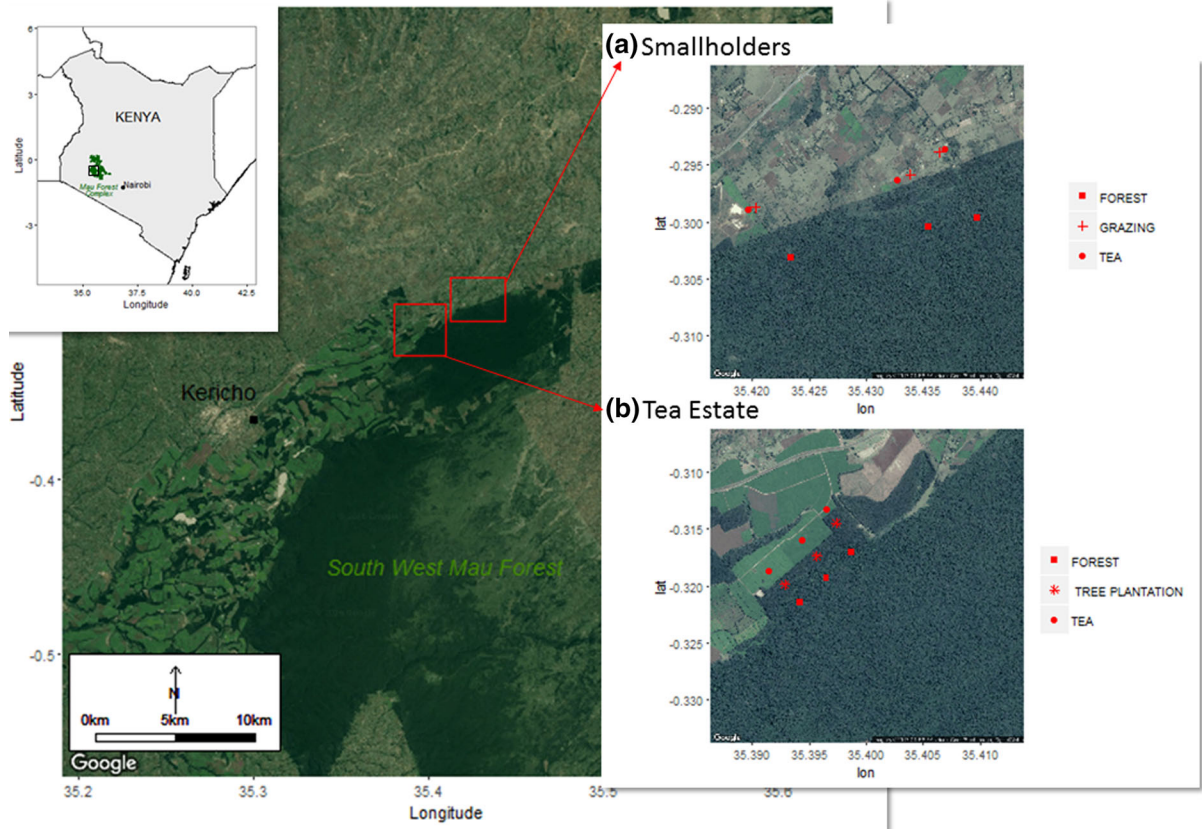 6
3
0
-3
Latitude
KENYA
Nairobi
Mau Forest
Complex
35.0 37.5 40.0 42.5
Longitude
Latitude
-0.4
-0.5
Kericho
South West Mau Forest
N
0km 5km 10km
Google
35.2 35.3 35.4
Longitude
(a) Smallholders
-0.290
-0.295
-0.300
-0.305
-0.310
lat
Google
35.420 35.425 35.430 35.435 35.440
lon
FOREST
GRAZING
TEA
(b) Tea Estate
-0.310
-0.315
-0.320
-0.325
-0.330
lat
Google
35.390 35.395 35.400 35.405 35.410
lon
FOREST
TREE PLANTATION
TEA